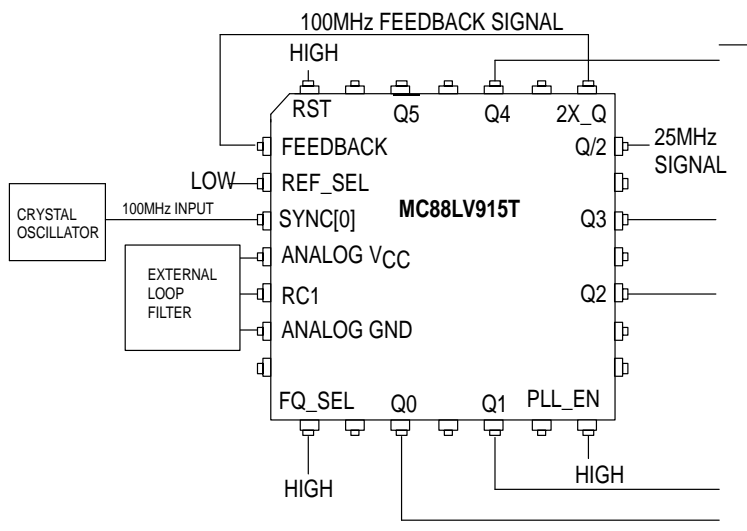 100MHz FEEDBACK SIGNAL
HIGH
RST
Q5
Q4
2X_Q
FEEDBACK
Q/2
25MHz
SIGNAL
LOW
REF_SEL
MC88LV915T
CRYSTAL
OSCILLATOR
100MHz INPUT
SYNC[0]
Q3
ANALOG VCC
EXTERNAL
LOOP
FILTER
RC1
Q2
ANALOG GND
FQ_SEL
Q0
Q1
PLL_EN
HIGH
HIGH